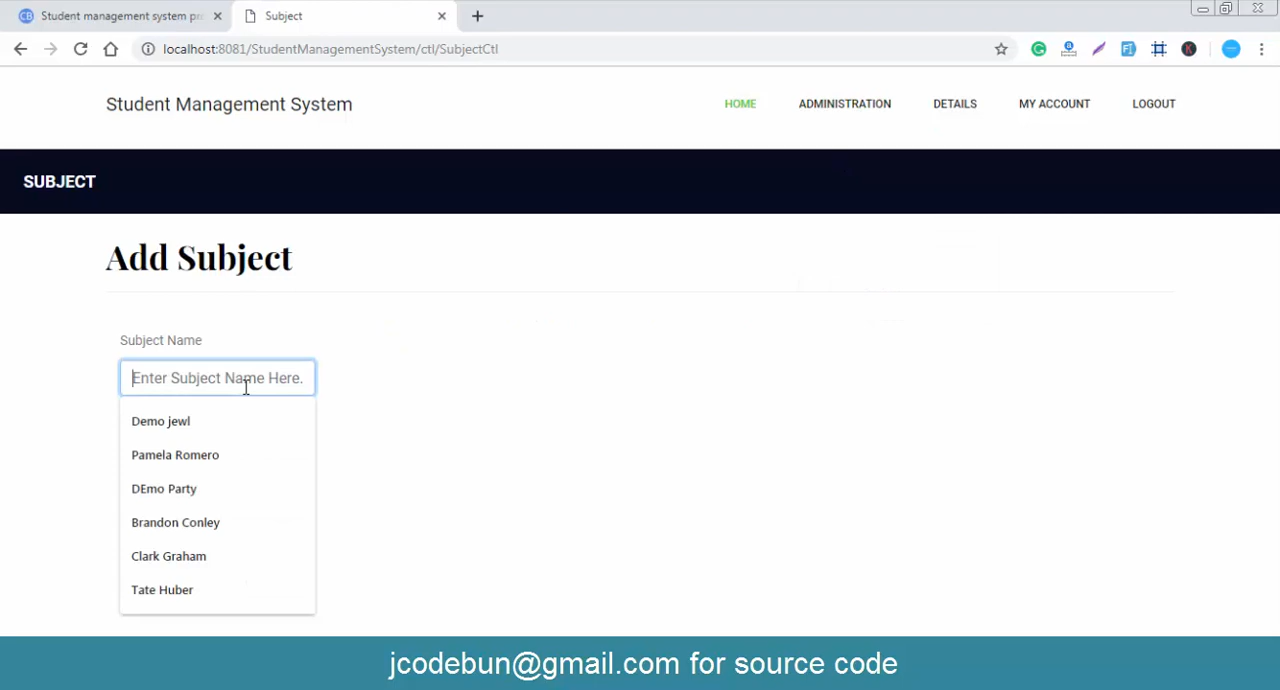 Student management system pr
Subject
localhost:8081/StudentManagementSystem/ctl/SubjectCtl
Student Management System
HOME
ADMINISTRATION
DETAILS
MY ACCOUNT
LOGOUT
SUBJECT
Add Subject
Subject Name
Enter Subject Name Here.
Demo jewl
Pamela Romero
DEmo Party
Brandon Conley
Clark Graham
Tate Huber
jcodebun@gmail.com for source code